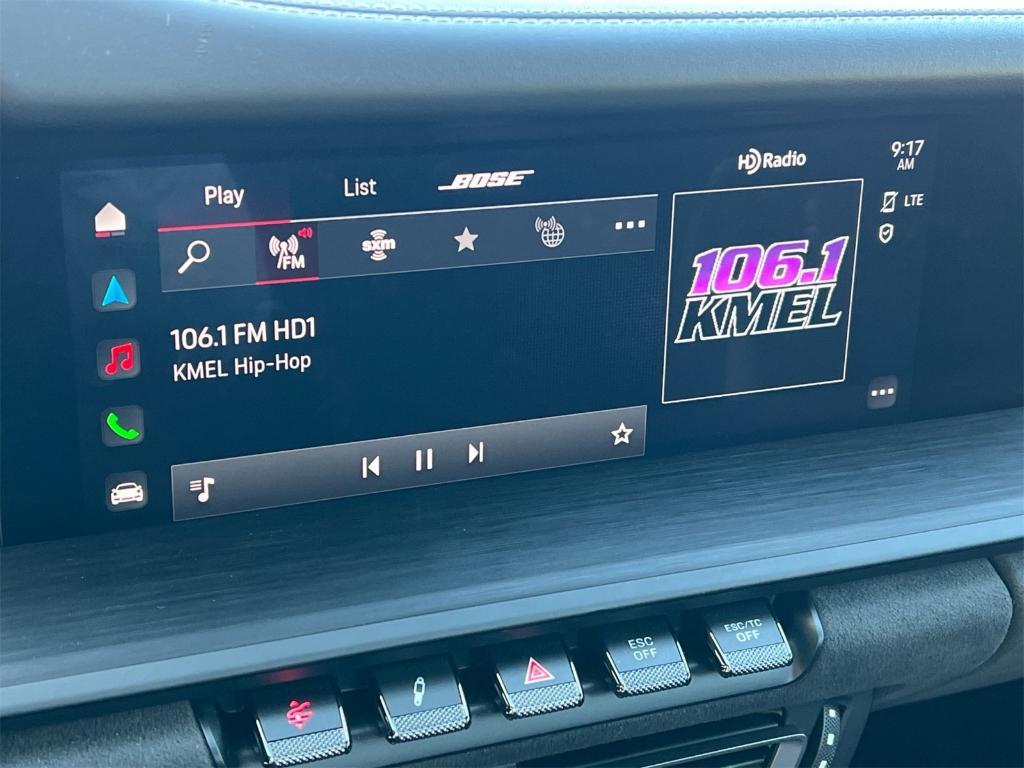 Play
List
BOSE
HD Radio
9:17
AM
LTE
FM
sxm
106.1
KMEL
106.1 FM HD1
KMEL Hip-Hop
ESC
OFF
ESC/TC
OFF